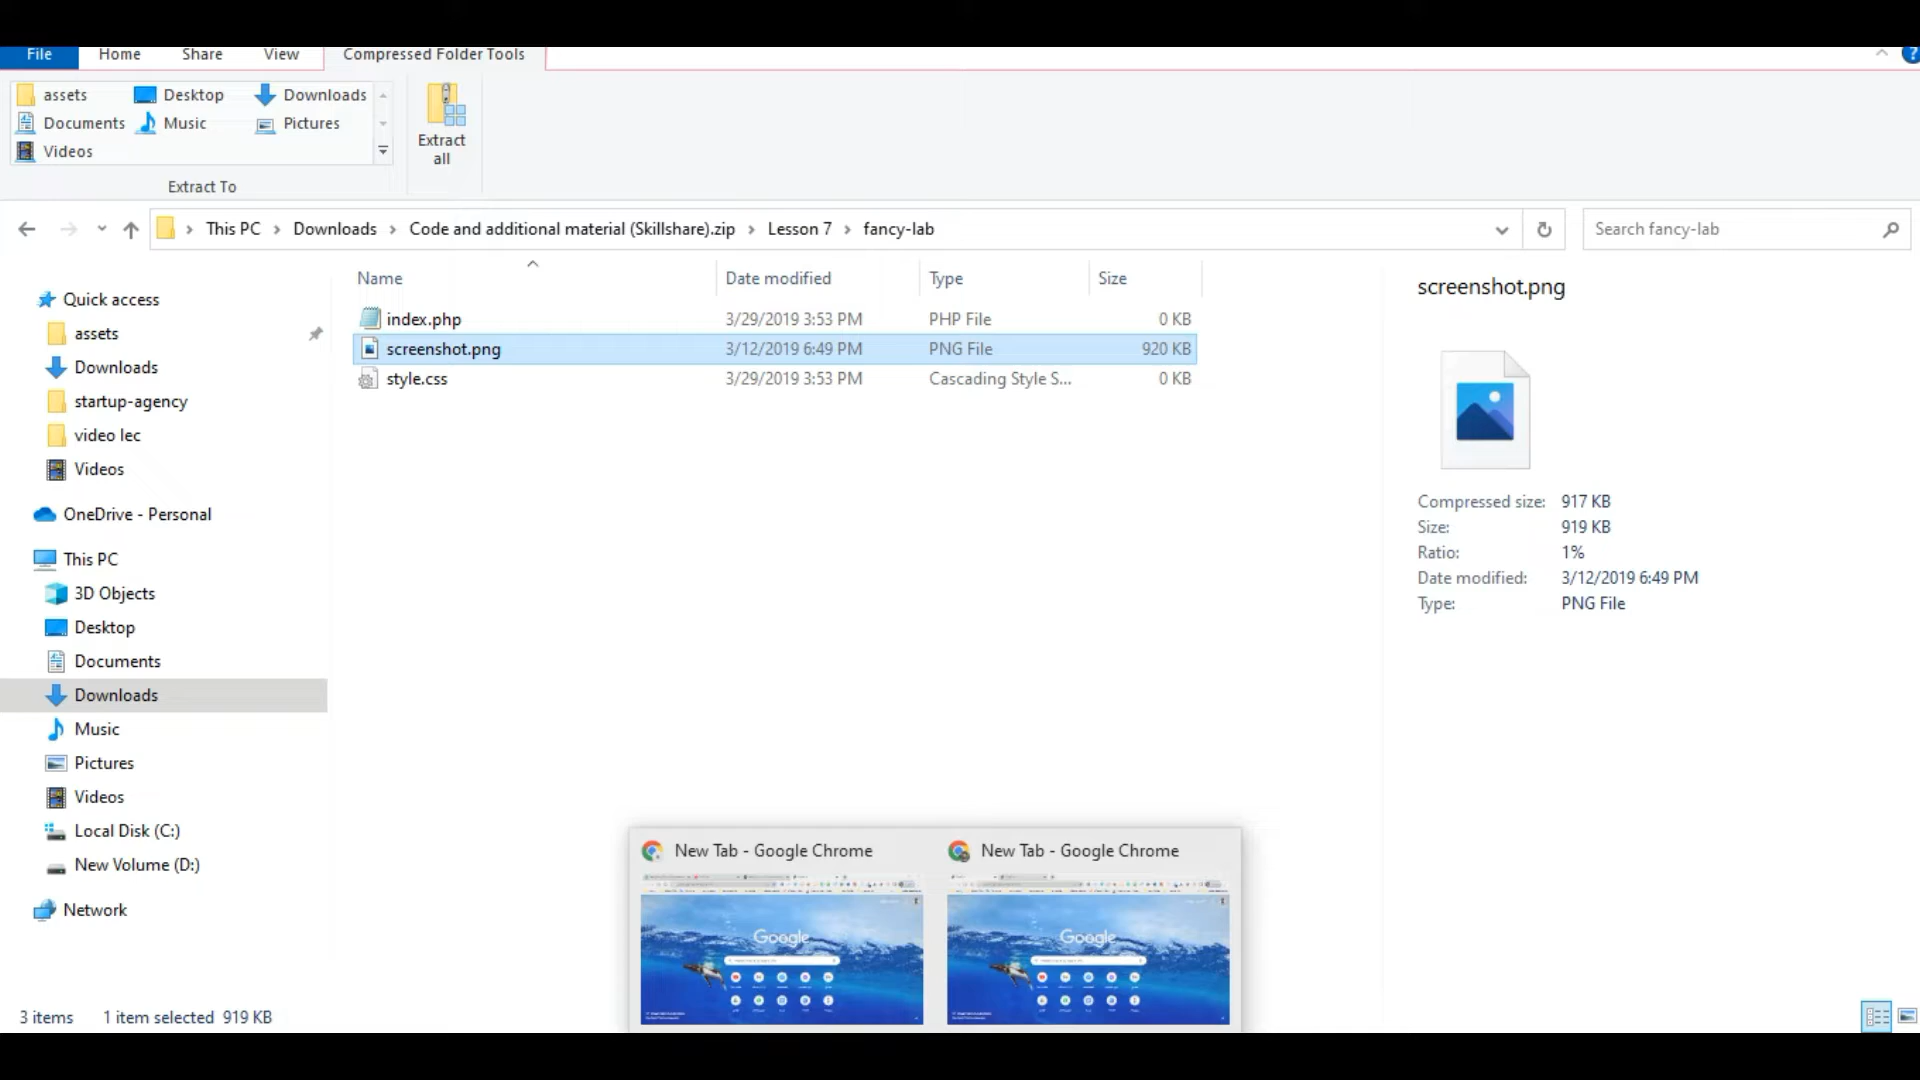 File Home Share View Compressed Folder Tools
assets Desktop Downloads
Documents Music Pictures
Videos
Extract all
Extract To
This PC Downloads Code and additional material (Skillshare).zip Lesson 7 fancy-lab
Search fancy-lab
Name Date modified Type Size
index.php 3/29/2019 3:53 PM PHP File 0 KB
screenshot.png 3/12/2019 6:49 PM PNG File 920 KB
style.css 3/29/2019 3:53 PM Cascading Style S... 0 KB
Quick access
assets
Downloads
startup-agency
video lec
Videos
OneDrive - Personal
This PC
3D Objects
Desktop
Documents
Downloads
Music
Pictures
Videos
Local Disk (C:)
New Volume (D:)
Network
screenshot.png
Compressed size: 917 KB
Size: 919 KB
Ratio: 1%
Date modified: 3/12/2019 6:49 PM
Type: PNG File
New Tab - Google Chrome New Tab - Google Chrome
Google Google
3 items 1 item selected 919 KB